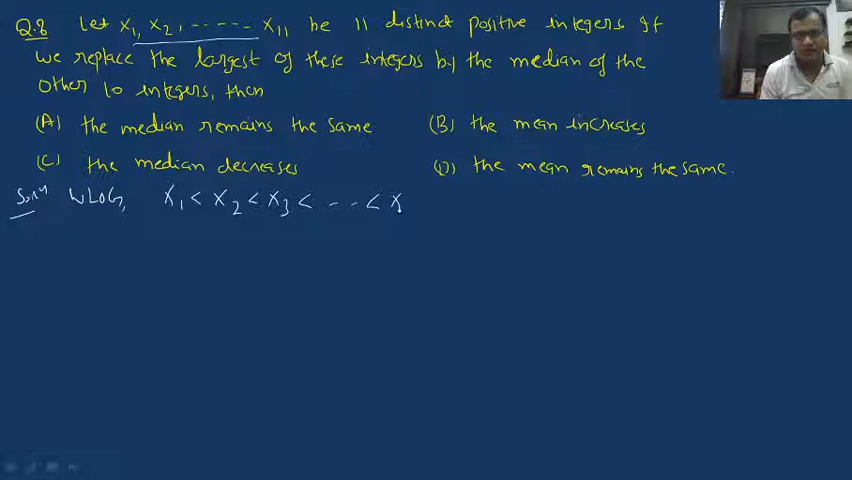 Q.8 Let X₁, X₂, ------ X₁₁ be 11 distinct positive integers. If
we replace the largest of these integers by the median of the
other 10 integers, then
(A) the median remains the same (B) the mean increases
(C) the median decreases (D) the mean remains the same.
Solⁿ WLOG, X₁ < X₂ < X₃ < -- -- < X